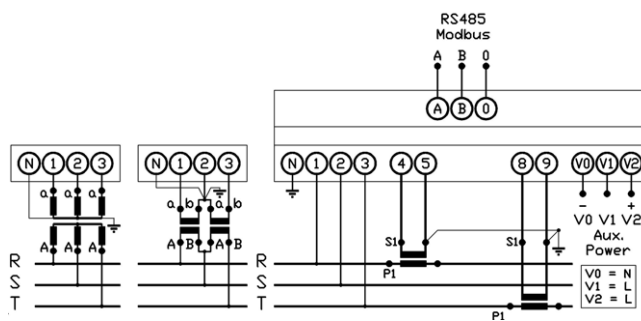 RS485
Modbus
A B 0
A B 0
N 1 2 3
N 1 2 3
N 1 2 3 4 5 8 9 V0 V1 V2
a a a
a b a b
- +
V0 V1 V2
Aux.
Power
A A A
A B A B
S1 S1
R R
P1
S S
T T
P1
V0 = N
V1 = L
V2 = L